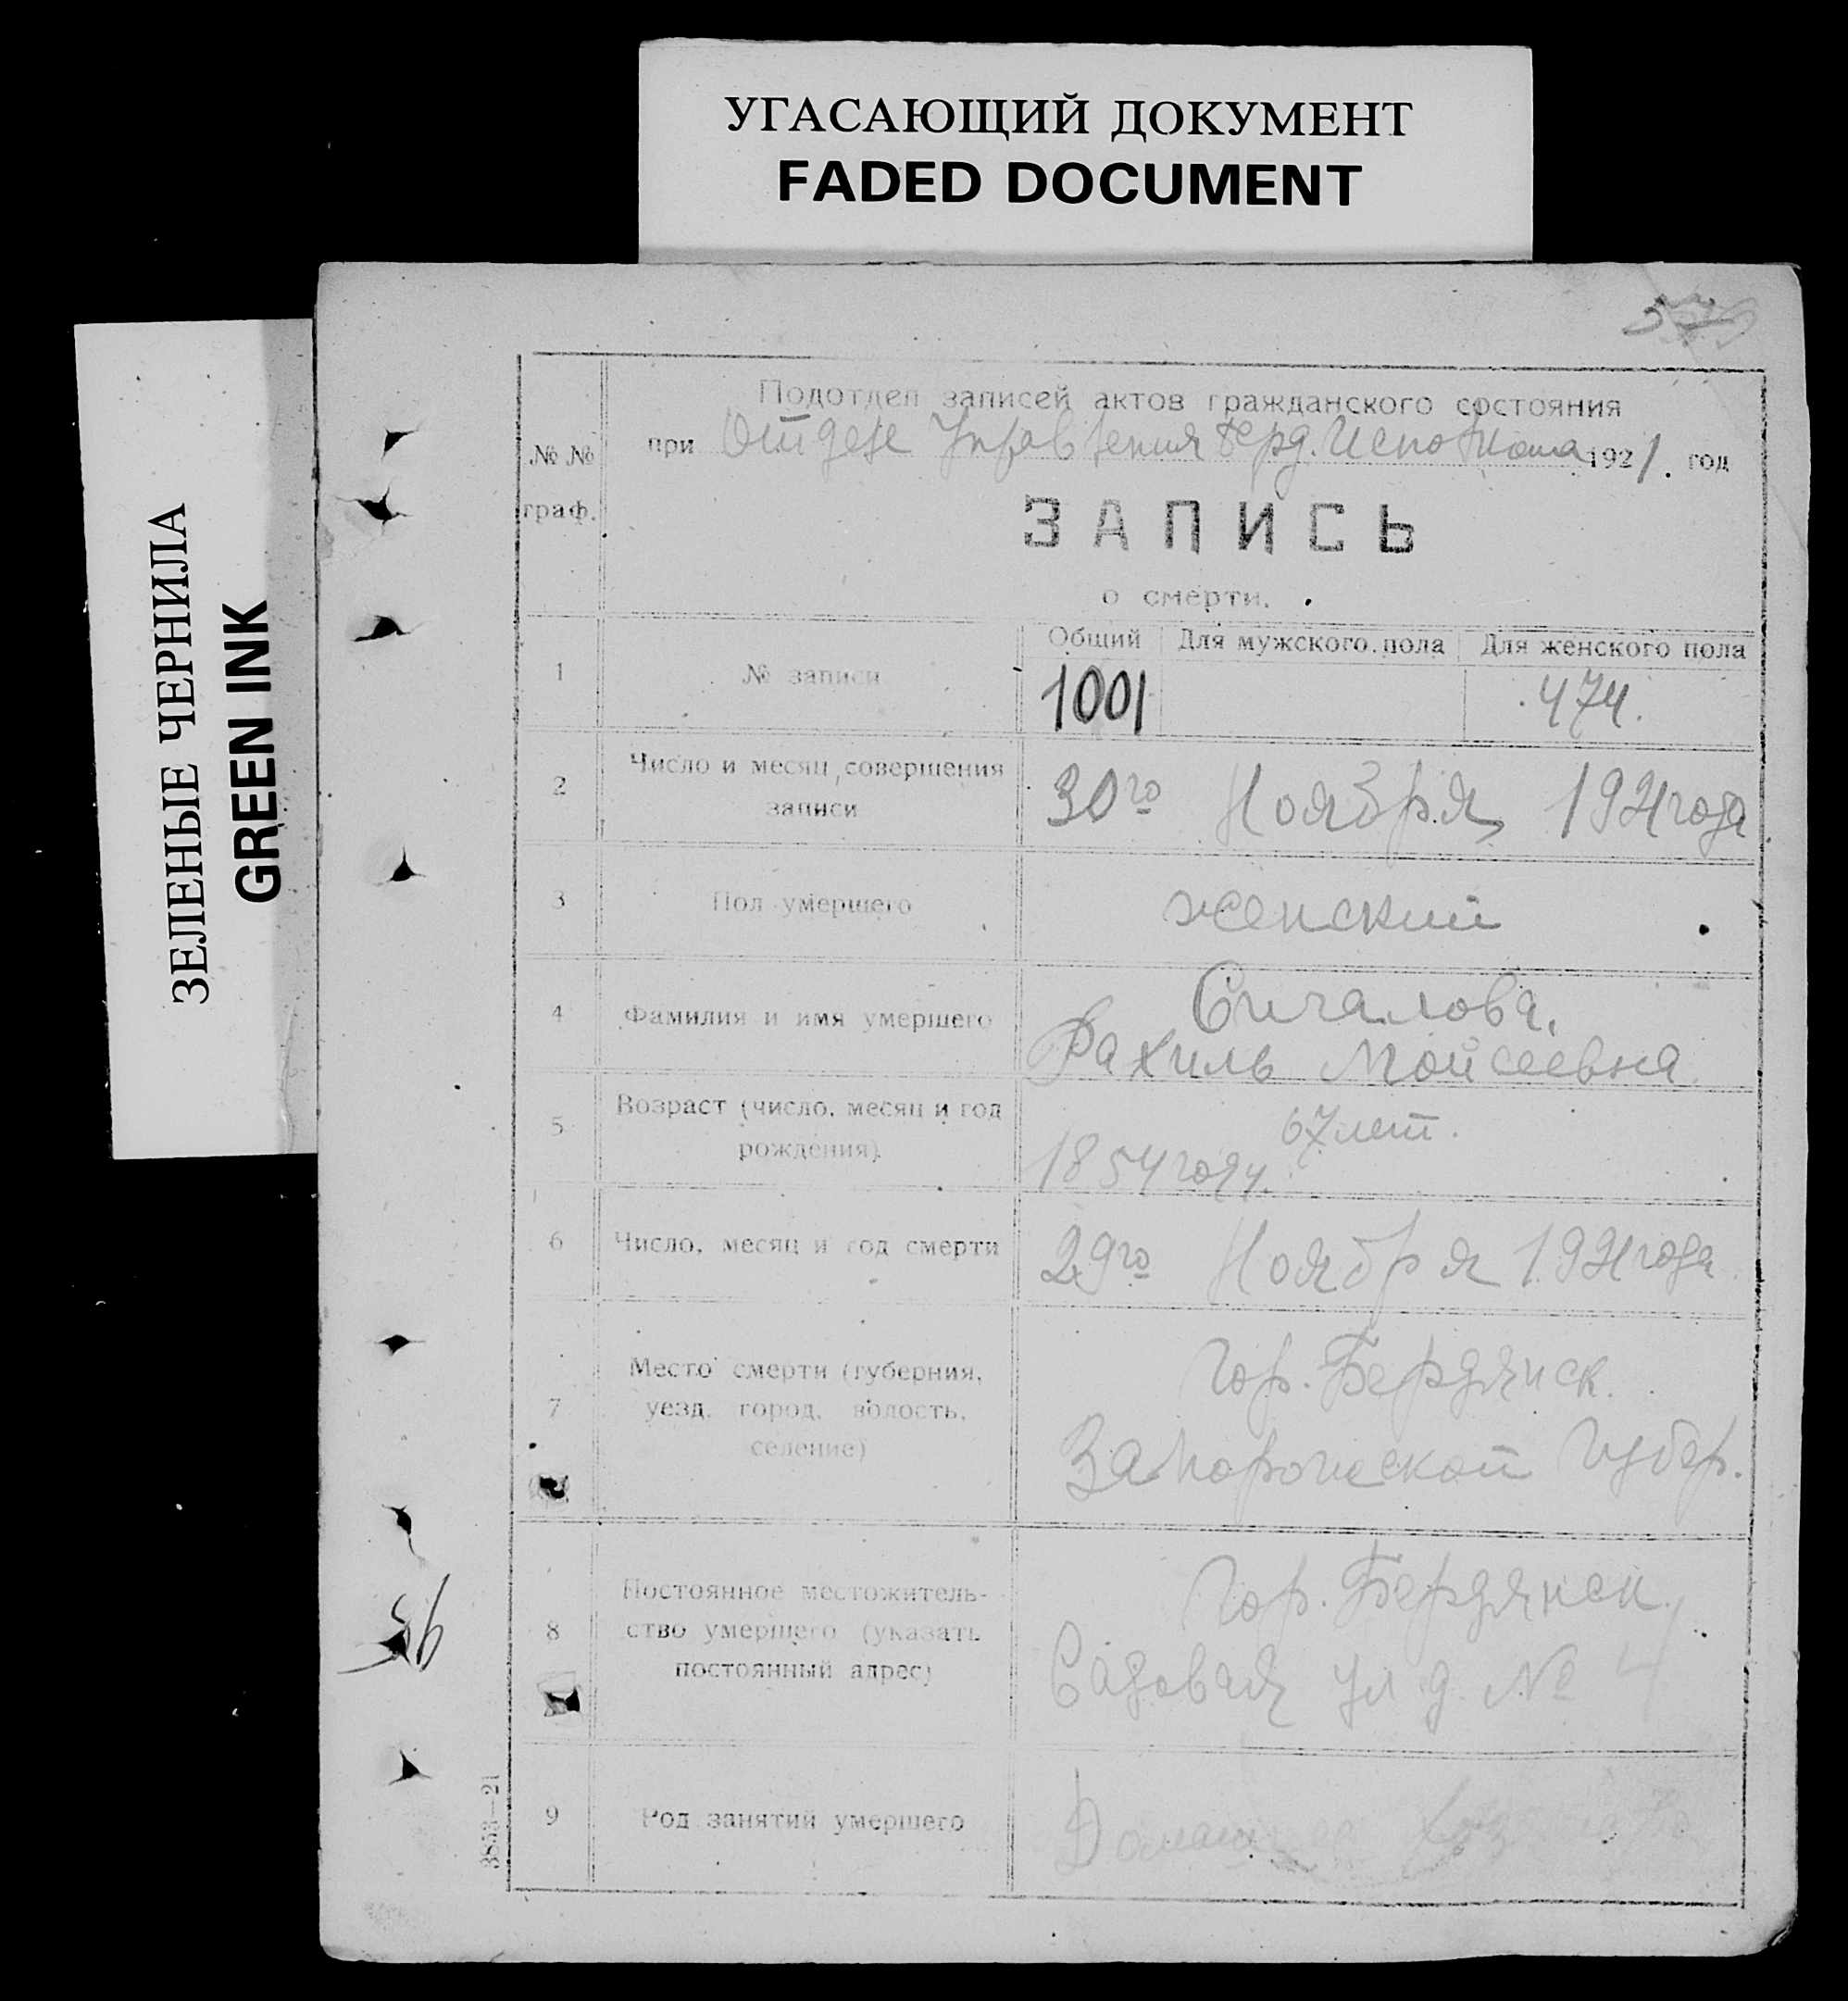 УГАСАЮЩИЙ ДОКУМЕНТ
FADED DOCUMENT
ЗЕЛЕНЫЕ ЧЕРНИЛА
GREEN INK
№ № граф.
Подотдел записей актов гражданского состояния
при Отделе Управления Берд. Исполкома 1921. год
ЗАПИСЬ
о смерти.
Общий Для мужского пола Для женского пола
1 № записи 1001 474.
2 Число и месяц совершения
записи
30го Ноября 1921 года
3 Пол умершего женский
4 Фамилия и имя умершего
Сигалова,
Рахиль Мойсеевна
5 Возраст (число, месяц и год
рождения)
67 лет.
1854 году.
6 Число, месяц и год смерти 29го Ноября 1921 года
7 Место смерти (губерния,
уезд, город, волость,
селение)
Гор. Бердянск.
Запорожской Губер.
8 Постоянное местожитель-
ство умершего (указать
постоянный адрес)
Гор. Бердянск.
Садовая ул. д. № 4
9 Род занятий умершего
3853—21